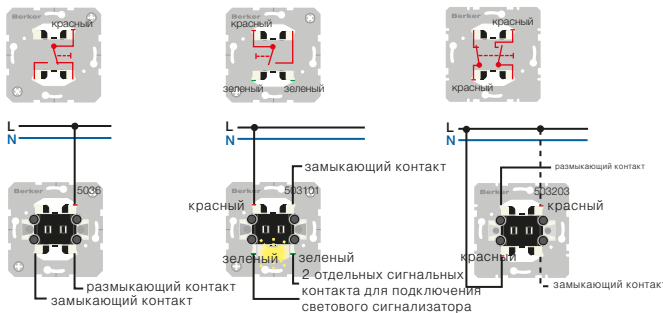 Berker
красный
Berker
красный
зеленый
зеленый
Berker
красный
красный
L
N
Berker
5036
размыкающий контакт
замыкающий контакт
L
N
замыкающий контакт
Berker
503101
красный
зеленый
зеленый
2 отдельных сигнальных
контакта для подключения
светового сигнализатора
L
N
размыкающий контакт
Berker
503203
красный
красный
замыкающий контакт